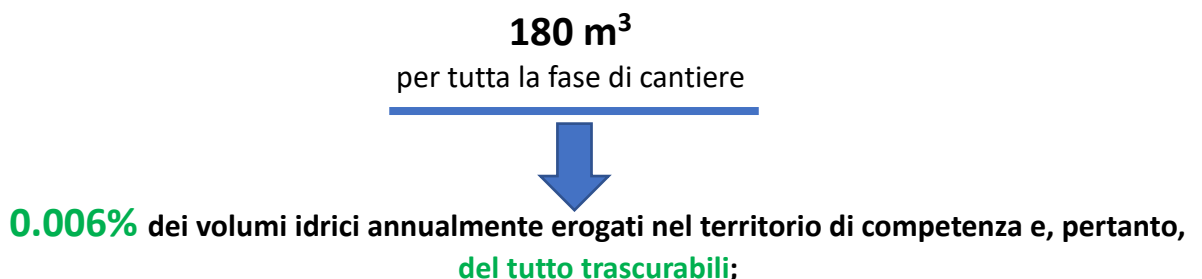 180 m³
per tutta la fase di cantiere
0.006% dei volumi idrici annualmente erogati nel territorio di competenza e, pertanto,
del tutto trascurabili;